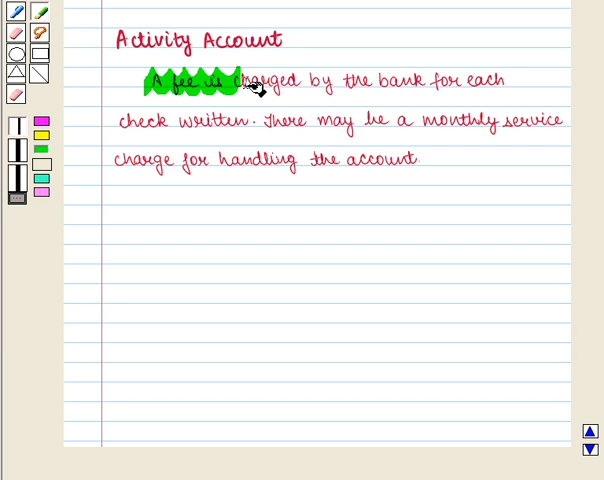 Activity Account
A fee is charged by the bank for each
check written. There may be a monthly service
charge for handling the account.